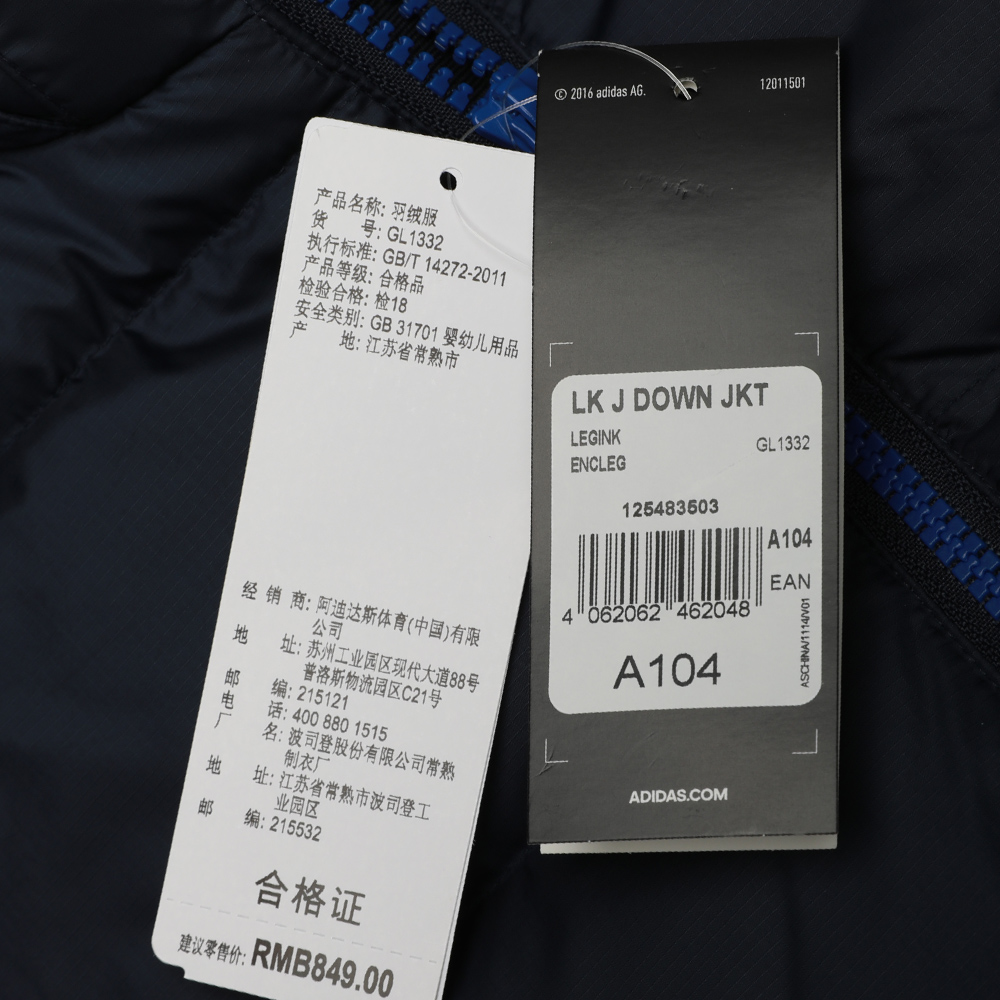 产品名称: 羽绒服
货 号: GL1332
执行标准: GB/T 14272-2011
产品等级: 合格品
检验合格: 检18
安全类别: GB 31701 婴幼儿用品
产 地: 江苏省常熟市
经 销 商: 阿迪达斯体育(中国)有限
公司
地 址: 苏州工业园区现代大道88号
普洛斯物流园区C21号
邮 编: 215121
电 话: 400 880 1515
厂 名: 波司登股份有限公司常熟
制衣厂
地 址: 江苏省常熟市波司登工
业园区
邮 编: 215532
合格证
建议零售价: RMB849.00
© 2016 adidas AG.
12011501
LK J DOWN JKT
LEGINK
GL1332
ENCLEG
125483503
A104
EAN
4 062062 462048
A104
ASCHINA/1114/V01
ADIDAS.COM